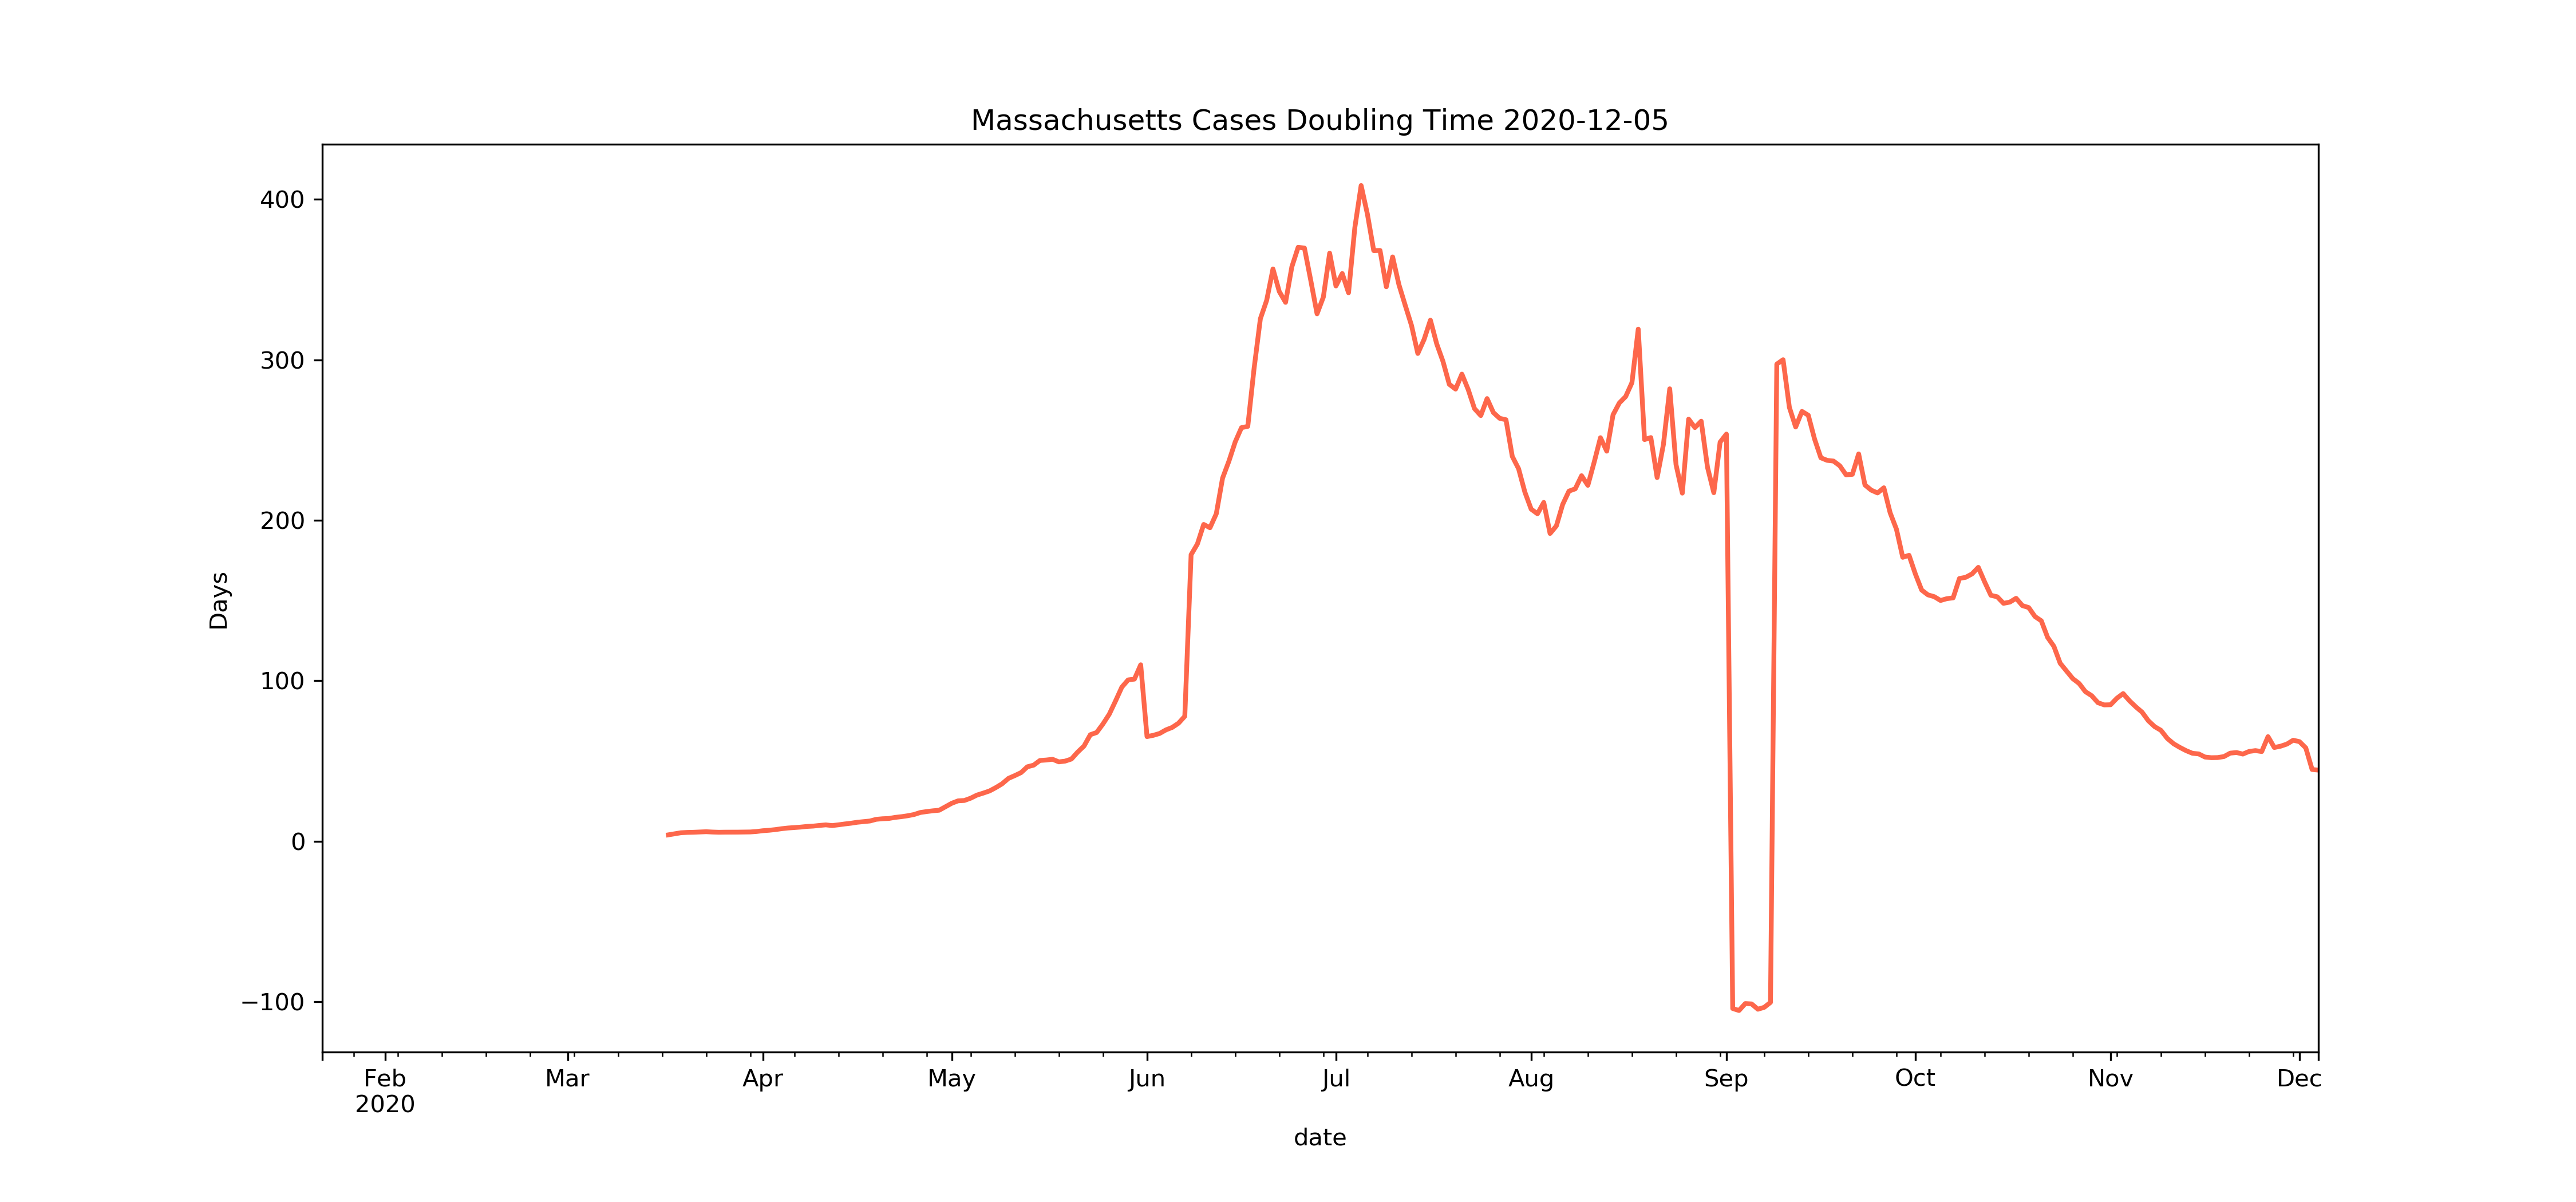 Massachusetts Cases Doubling Time 2020-12-05
400
300
200
100
0
−100
Days
Feb Mar Apr May Jun Jul Aug Sep Oct Nov Dec
2020
date